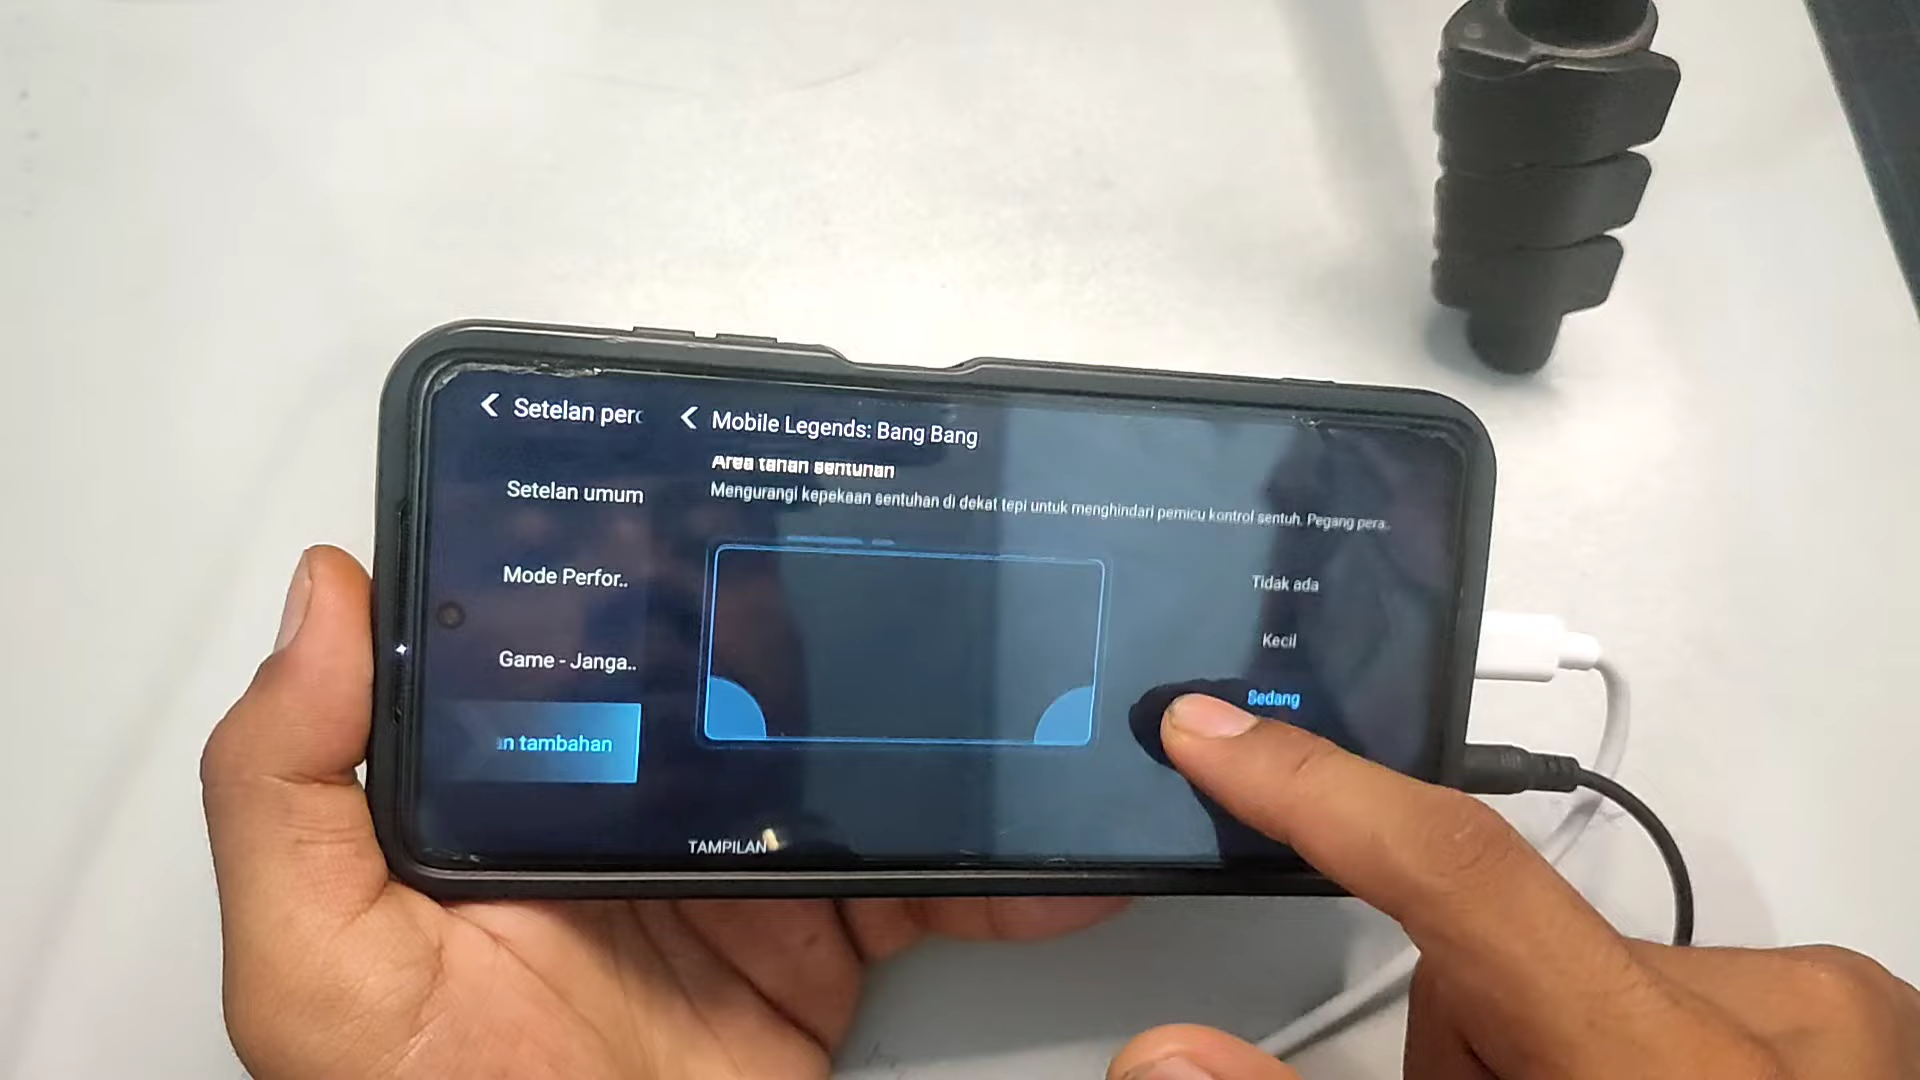 Setelan perc
Mobile Legends: Bang Bang
Setelan umum
Mode Perfor..
Game - Janga..
an tambahan
Area tahan sentuhan
Mengurangi kepekaan sentuhan di dekat tepi untuk menghindari pemicu kontrol sentuh. Pegang pera..
Tidak ada
Kecil
Sedang
TAMPILAN